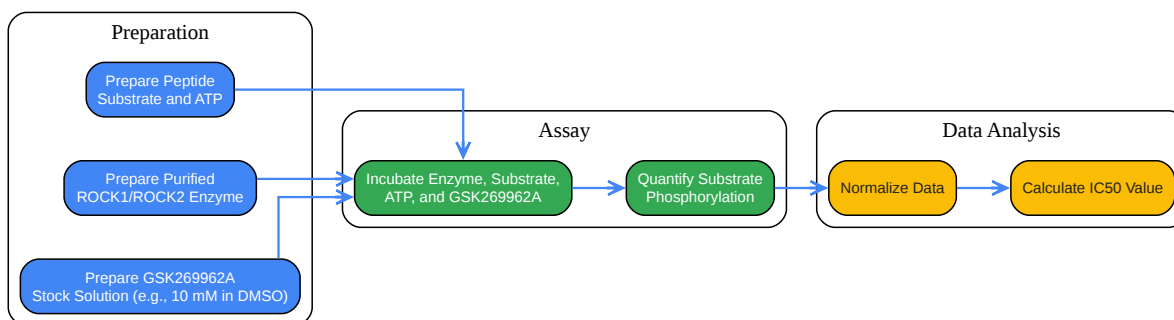 Preparation
Prepare Peptide
Substrate and ATP
Prepare Purified
ROCK1/ROCK2 Enzyme
Prepare GSK269962A
Stock Solution (e.g., 10 mM in DMSO)
Assay
Incubate Enzyme, Substrate,
ATP, and GSK269962A
Quantify Substrate
Phosphorylation
Data Analysis
Normalize Data
Calculate IC50 Value